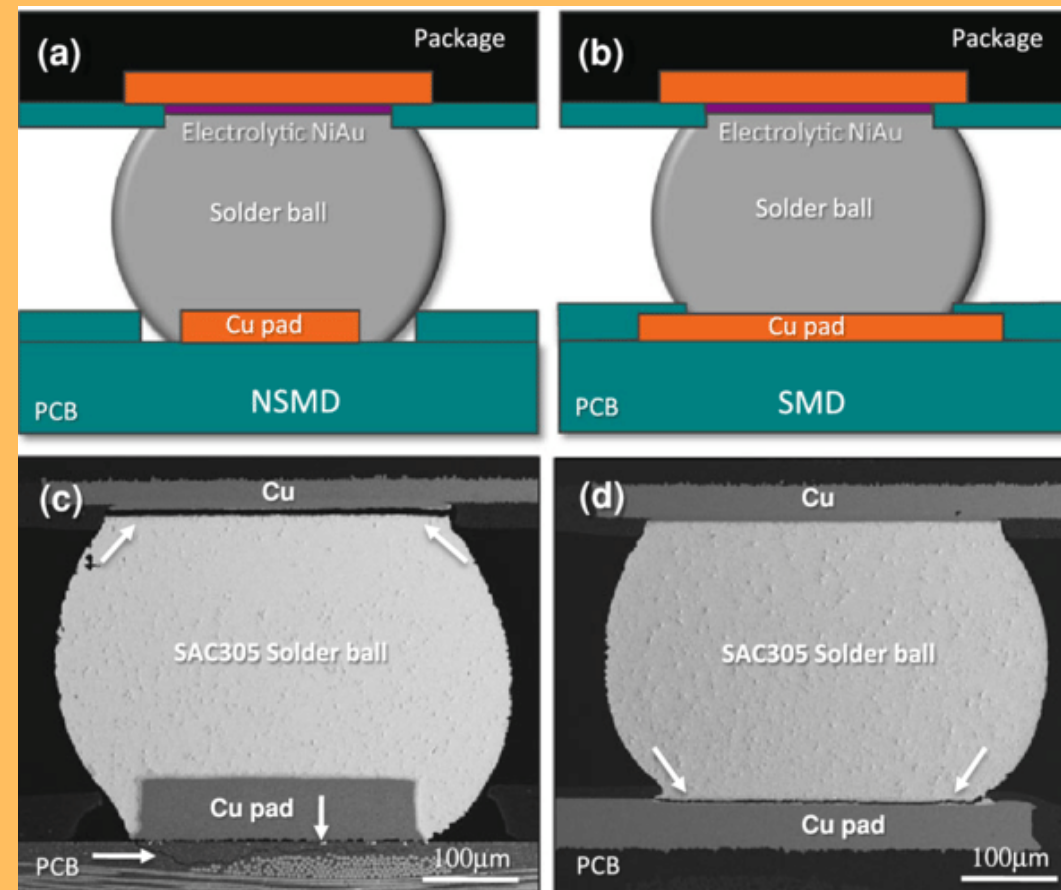 (a)
Package
Electrolytic NiAu
Solder ball
Cu pad
PCB
NSMD
(b)
Package
Electrolytic NiAu
Solder ball
Cu pad
PCB
SMD
(c)
Cu
SAC305 Solder ball
Cu pad
PCB
100μm
(d)
Cu
SAC305 Solder ball
Cu pad
PCB
100μm